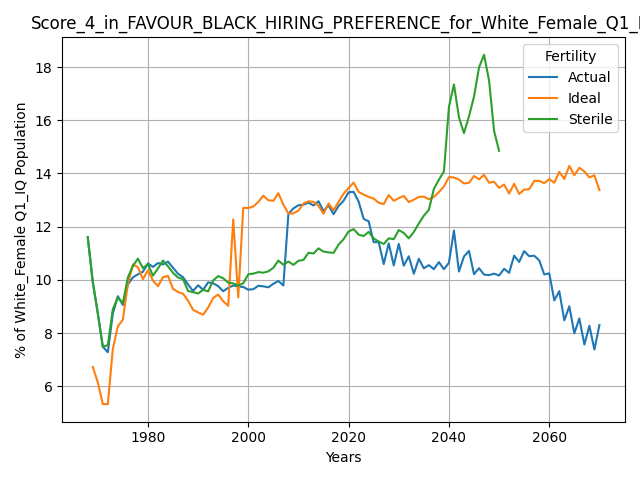 Score_4_in_FAVOUR_BLACK_HIRING_PREFERENCE_for_White_Female_Q1_
Fertility
Actual
Ideal
Sterile
18
16
14
12
10
8
6
% of White_Female Q1_IQ Population
1980
2000
2020
2040
2060
Years